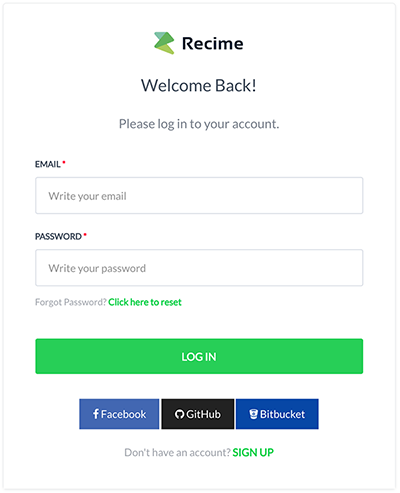 Recime
Welcome Back!
Please log in to your account.
EMAIL *
Write your email
PASSWORD *
Write your password
Forgot Password? Click here to reset
LOG IN
Facebook GitHub Bitbucket
Don't have an account? SIGN UP